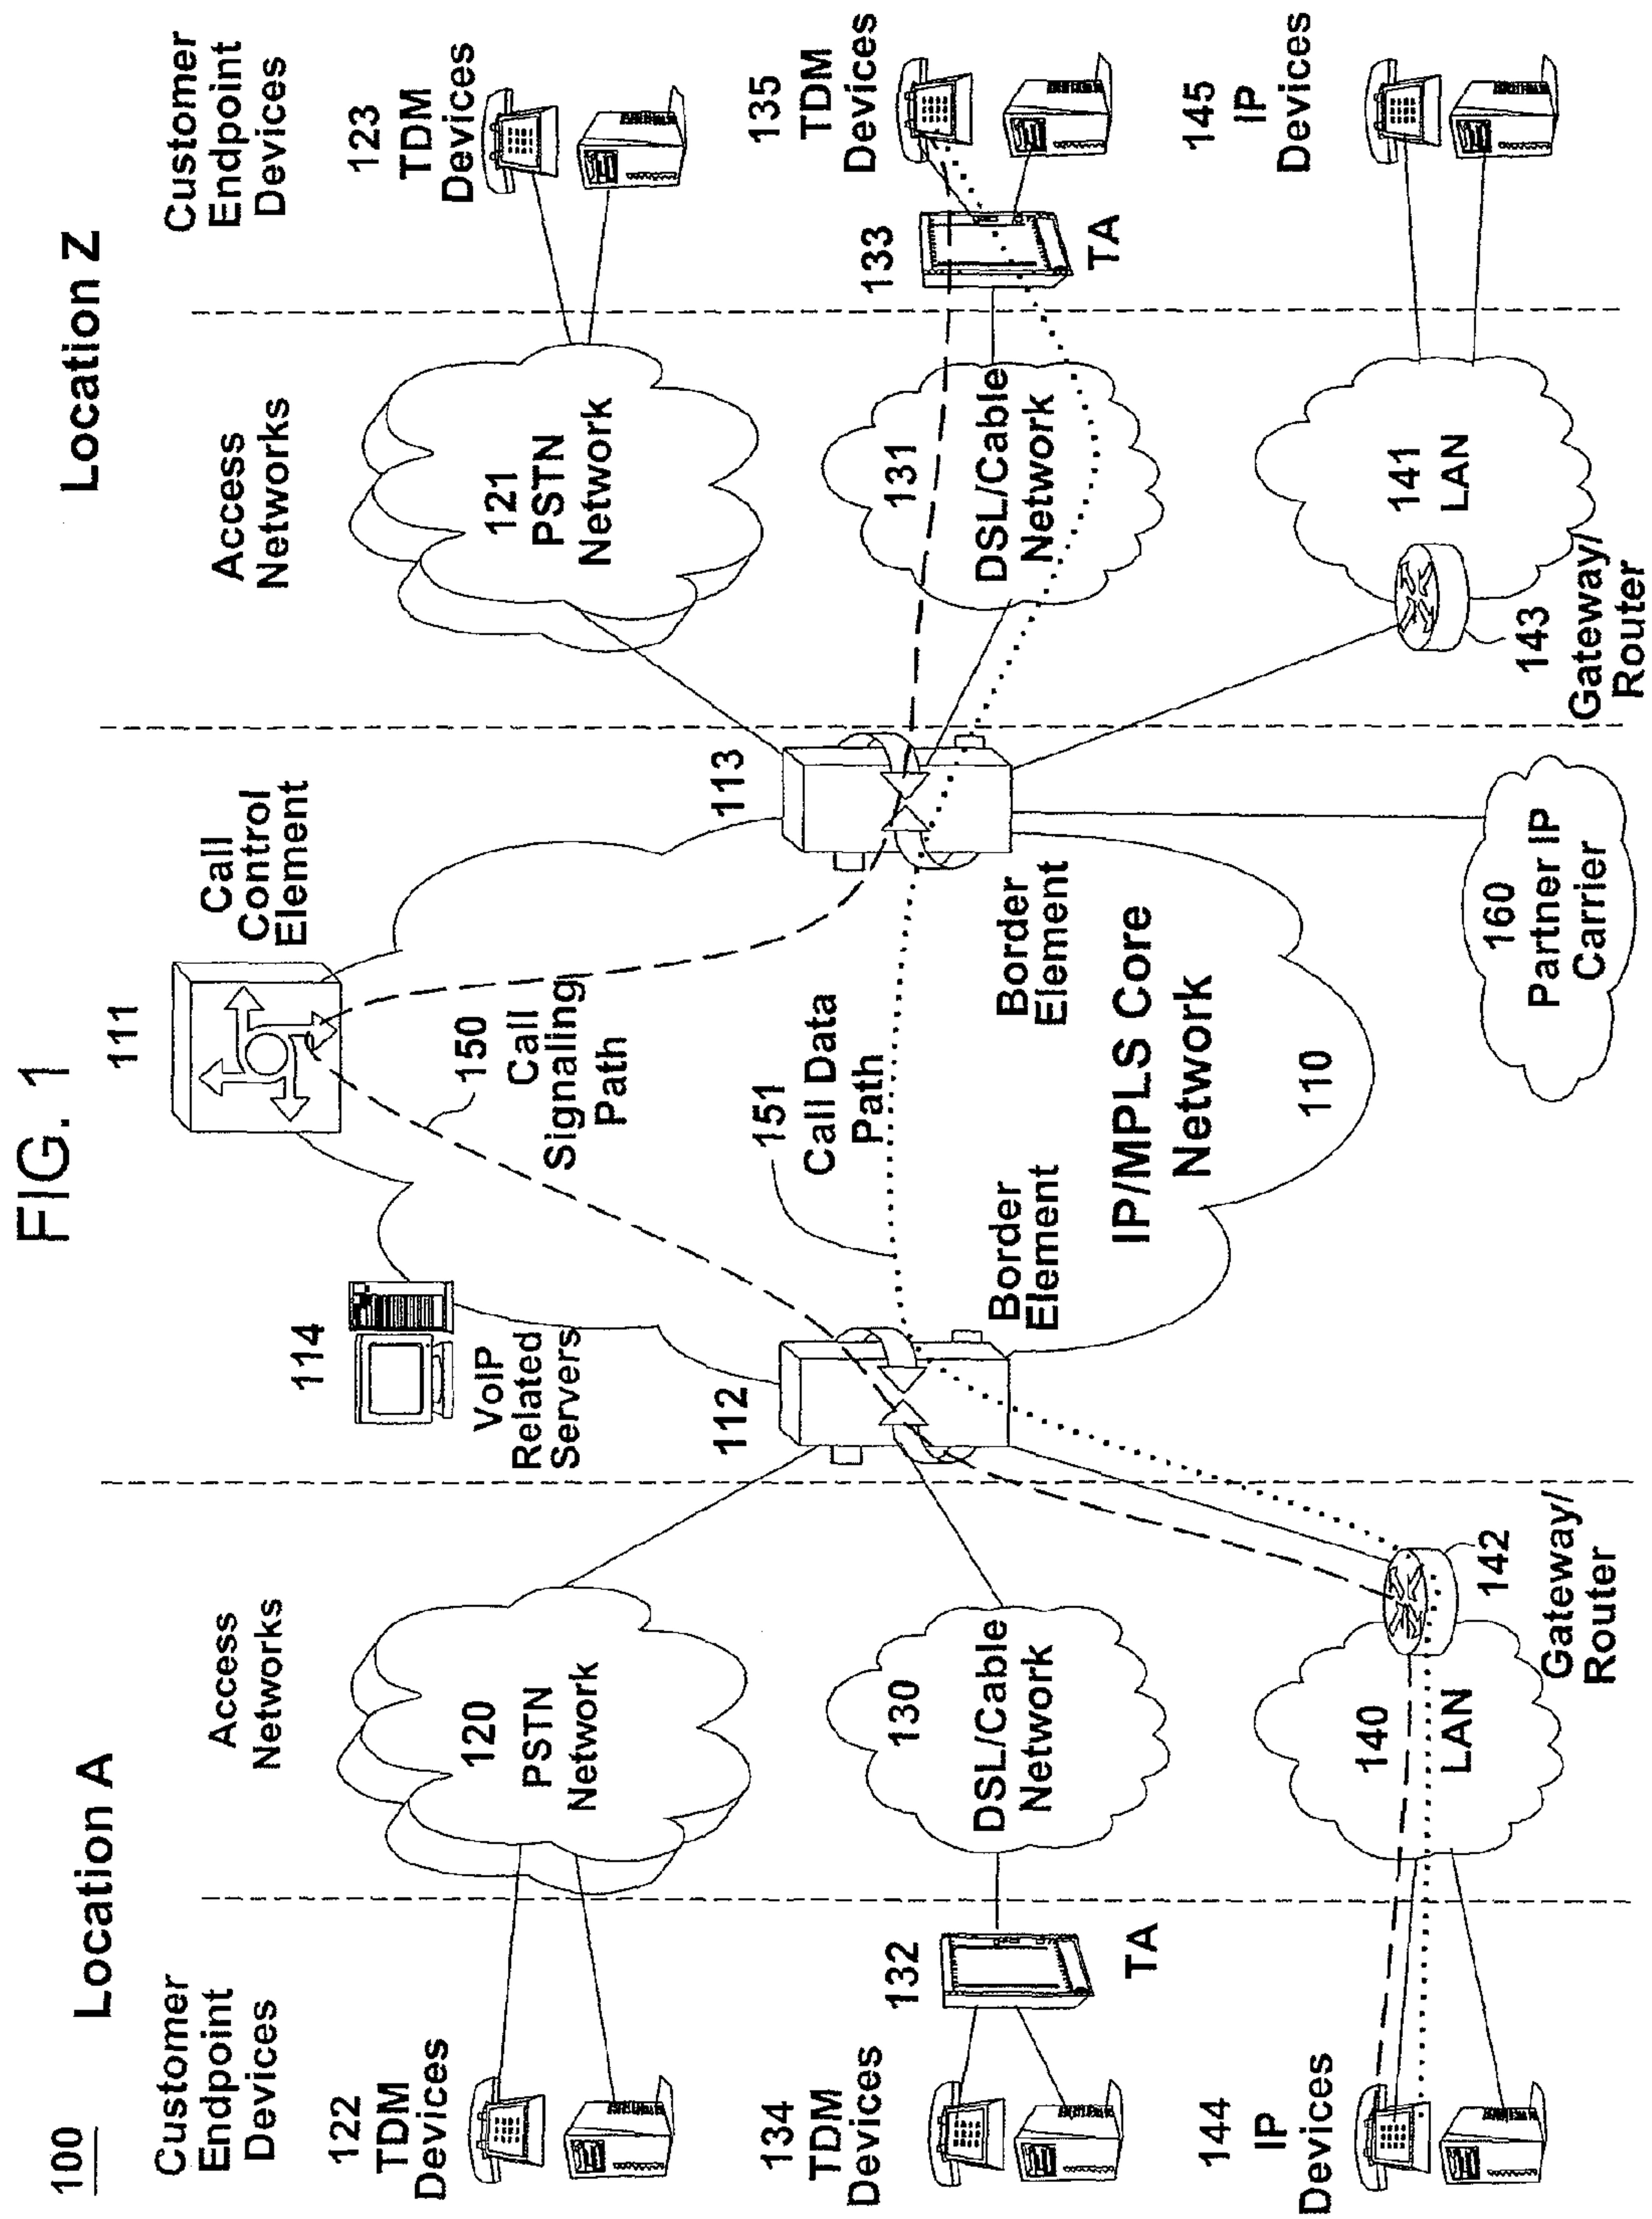 FIG. 1
100
Location A
Location Z
Customer
Endpoint
Devices
Access
Networks
114
VoIP
Related
Servers
111
Call
Control
Element
Access
Networks
Customer
Endpoint
Devices
122
TDM
Devices
120
PSTN
Network
150
Call
Signaling
Path
121
PSTN
Network
123
TDM
Devices
134
TDM
Devices
132
TA
130
DSL/Cable
Network
112
Border
Element
151
Call Data
Path
113
Border
Element
131
DSL/Cable
Network
133
TA
135
TDM
Devices
IP/MPLS Core
Network
110
144
IP
Devices
140
LAN
142
Gateway/
Router
160
Partner IP
Carrier
143
Gateway/
Router
141
LAN
145
IP
Devices